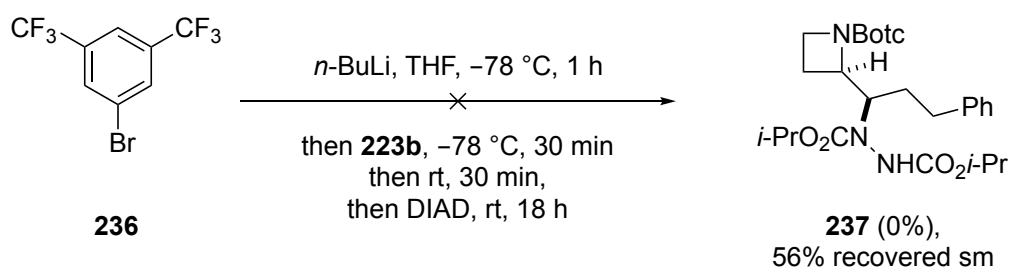 CF3
CF3
Br
236
n-BuLi, THF, −78 °C, 1 h
then 223b, −78 °C, 30 min
then rt, 30 min,
then DIAD, rt, 18 h
NBotc
H
Ph
i-PrO2C
N
NHCO2i-Pr
237 (0%),
56% recovered sm